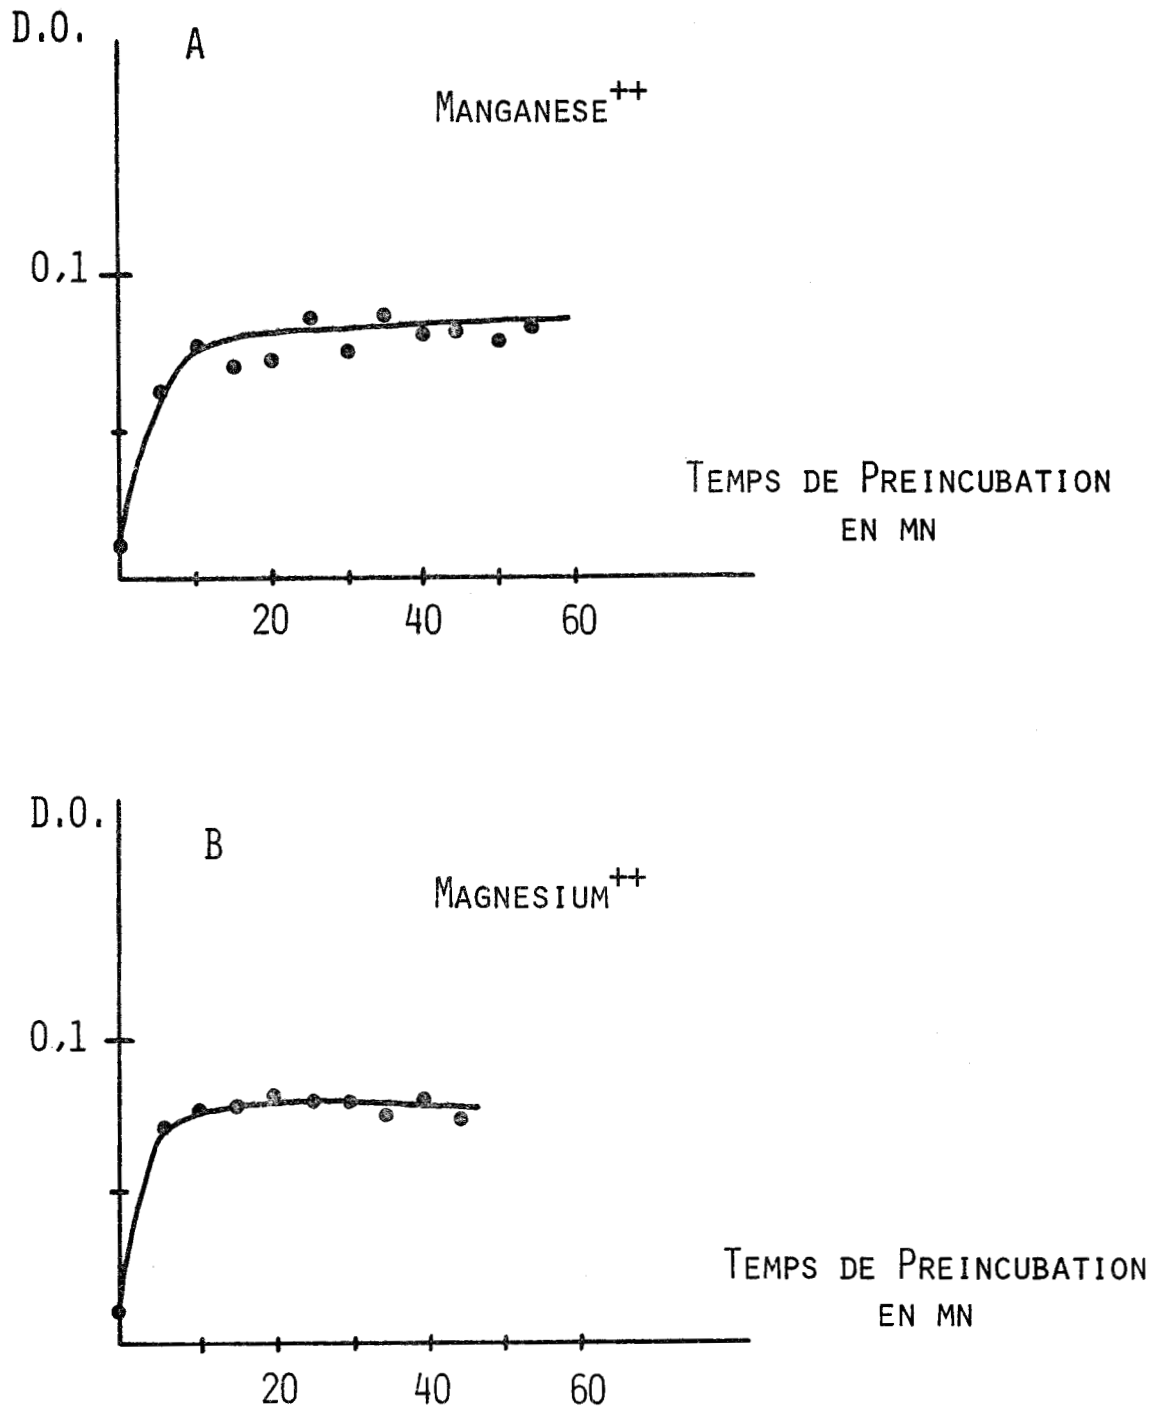 D.O.
A
MANGANESE++
0,1
TEMPS DE PREINCUBATION
EN MN
20 40 60
D.O.
B
MAGNESIUM++
0,1
TEMPS DE PREINCUBATION
EN MN
20 40 60